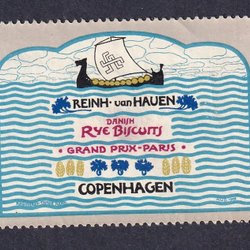 REINH. van HAUEN
DANISH
RYE BISCUITS
• GRAND PRIX-PARIS •
COPENHAGEN